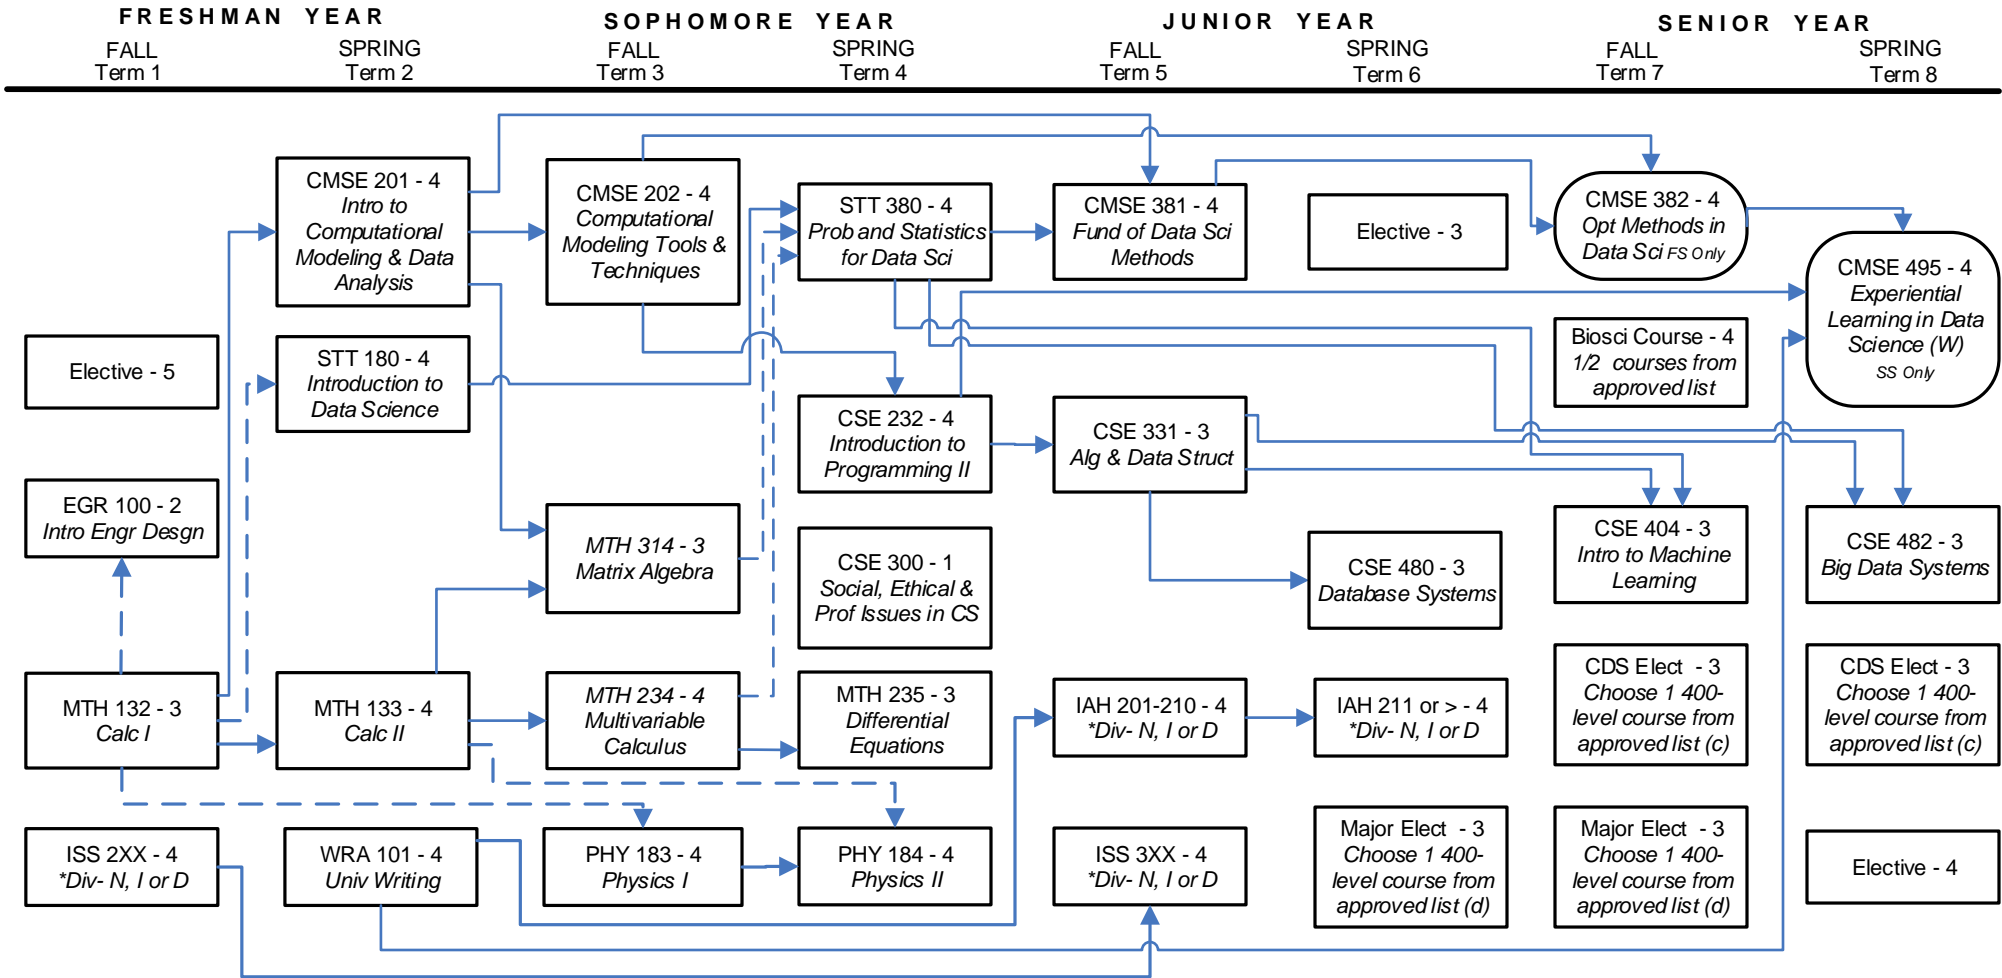 FRESHMAN YEAR
SOPHOMORE YEAR
JUNIOR YEAR
SENIOR YEAR
FALL
Term 1
SPRING
Term 2
FALL
Term 3
SPRING
Term 4
FALL
Term 5
SPRING
Term 6
FALL
Term 7
SPRING
Term 8
Elective - 5
EGR 100 - 2
Intro Engr Desgn
MTH 132 - 3
Calc I
ISS 2XX - 4
*Div- N, I or D
CMSE 201 - 4
Intro to
Computational
Modeling & Data
Analysis
STT 180 - 4
Introduction to
Data Science
MTH 133 - 4
Calc II
WRA 101 - 4
Univ Writing
CMSE 202 - 4
Computational
Modeling Tools &
Techniques
MTH 314 - 3
Matrix Algebra
MTH 234 - 4
Multivariable
Calculus
PHY 183 - 4
Physics I
STT 380 - 4
Prob and Statistics
for Data Sci
CSE 232 - 4
Introduction to
Programming II
CSE 300 - 1
Social, Ethical &
Prof Issues in CS
MTH 235 - 3
Differential
Equations
PHY 184 - 4
Physics II
CMSE 381 - 4
Fund of Data Sci
Methods
CSE 331 - 3
Alg & Data Struct
IAH 201-210 - 4
*Div- N, I or D
ISS 3XX - 4
*Div- N, I or D
Elective - 3
CSE 480 - 3
Database Systems
IAH 211 or > - 4
*Div- N, I or D
Major Elect - 3
Choose 1 400-
level course from
approved list (d)
CMSE 382 - 4
Opt Methods in
Data Sci FS Only
Biosci Course - 4
1/2 courses from
approved list
CSE 404 - 3
Intro to Machine
Learning
CDS Elect - 3
Choose 1 400-
level course from
approved list (c)
Major Elect - 3
Choose 1 400-
level course from
approved list (d)
CMSE 495 - 4
Experiential
Learning in Data
Science (W)
SS Only
CSE 482 - 3
Big Data Systems
CDS Elect - 3
Choose 1 400-
level course from
approved list (c)
Elective - 4